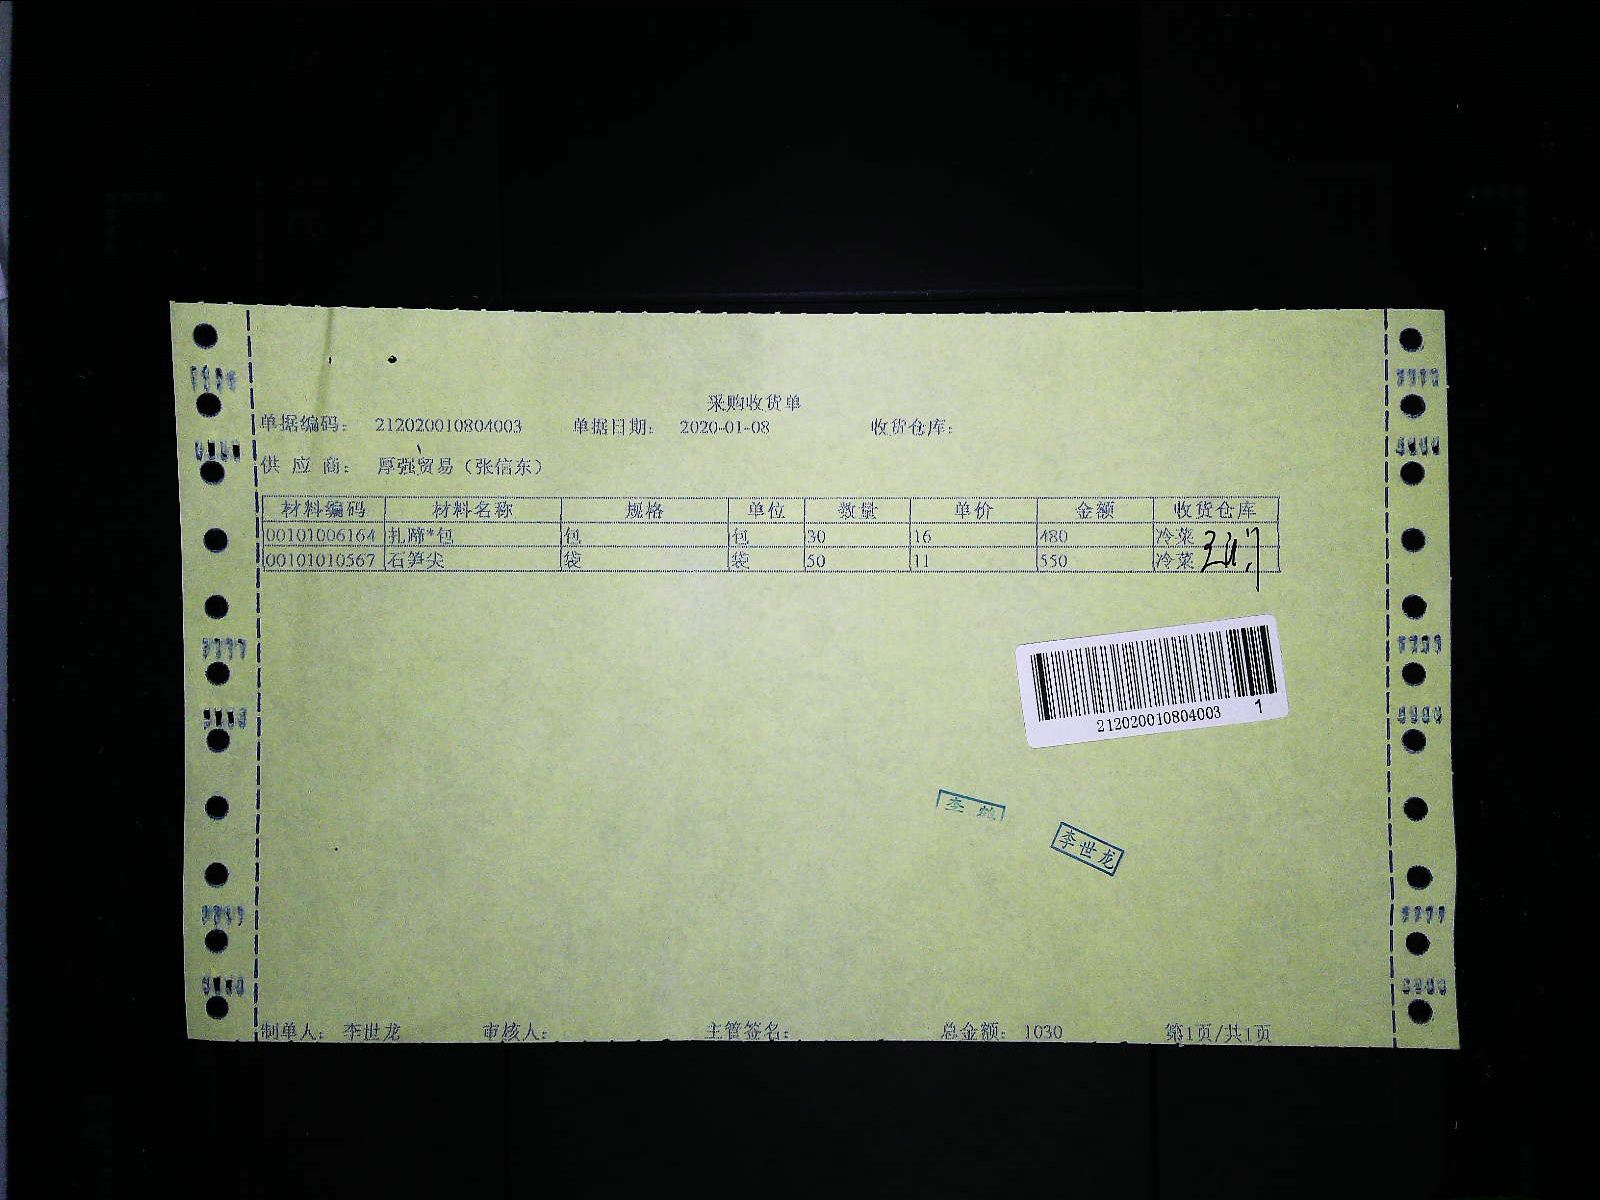 采购收货单
单据编码: 212020010804003 单据日期: 2020-01-08 收货仓库:
供应商: 厚强贸易（张信东）
材料编码 材料名称 规格 单位 数量 单价 金额 收货仓库
00101006164 扎蹄*包 包 包 30 16 480 冷菜
00101010567 石笋尖 袋 袋 50 11 550 冷菜
212020010804003 1
李世龙
制单人: 李世龙 审核人: 主管签名: 总金额: 1030 第1页/共1页